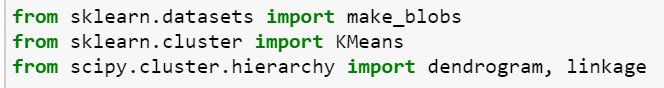 from sklearn.datasets import make_blobs
from sklearn.cluster import KMeans
from scipy.cluster.hierarchy import dendrogram, linkage